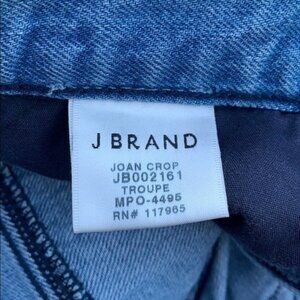 J BRAND
JOAN CROP
JB002161
TROUPE
MPO-4495
RN# 117965